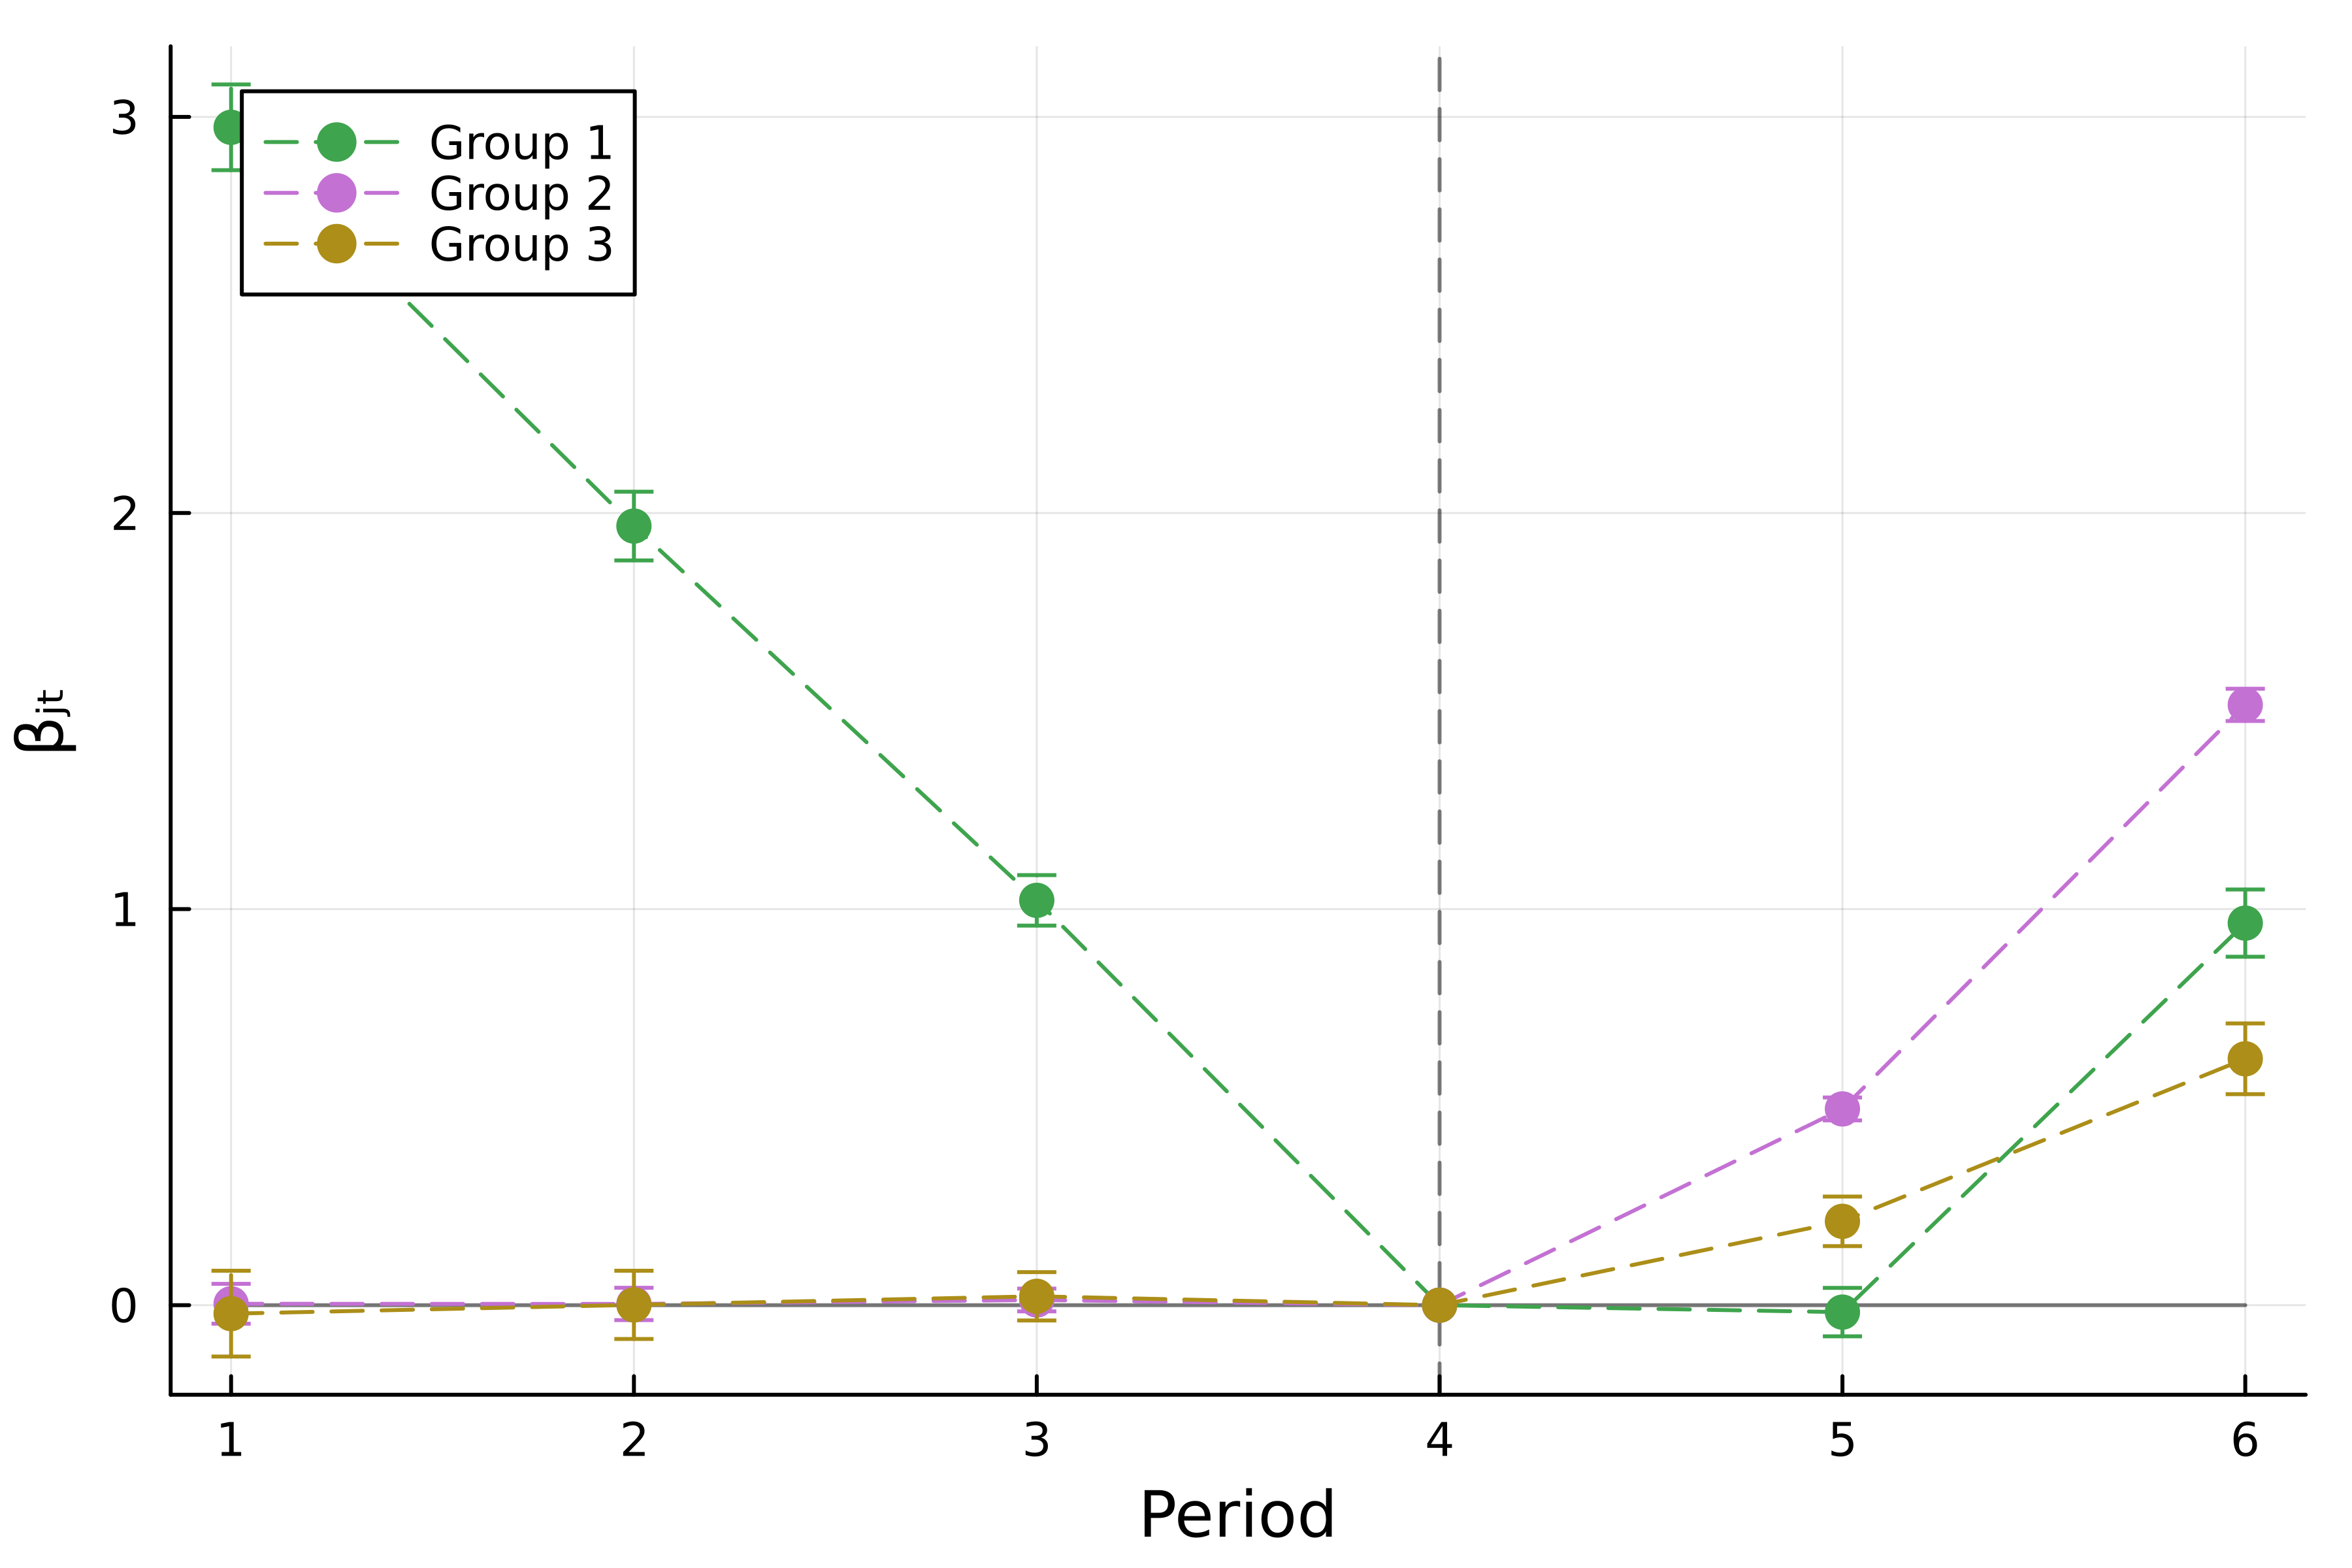 3
2
1
0
βⱼₜ
Group 1
Group 2
Group 3
1 2 3 4 5 6
Period